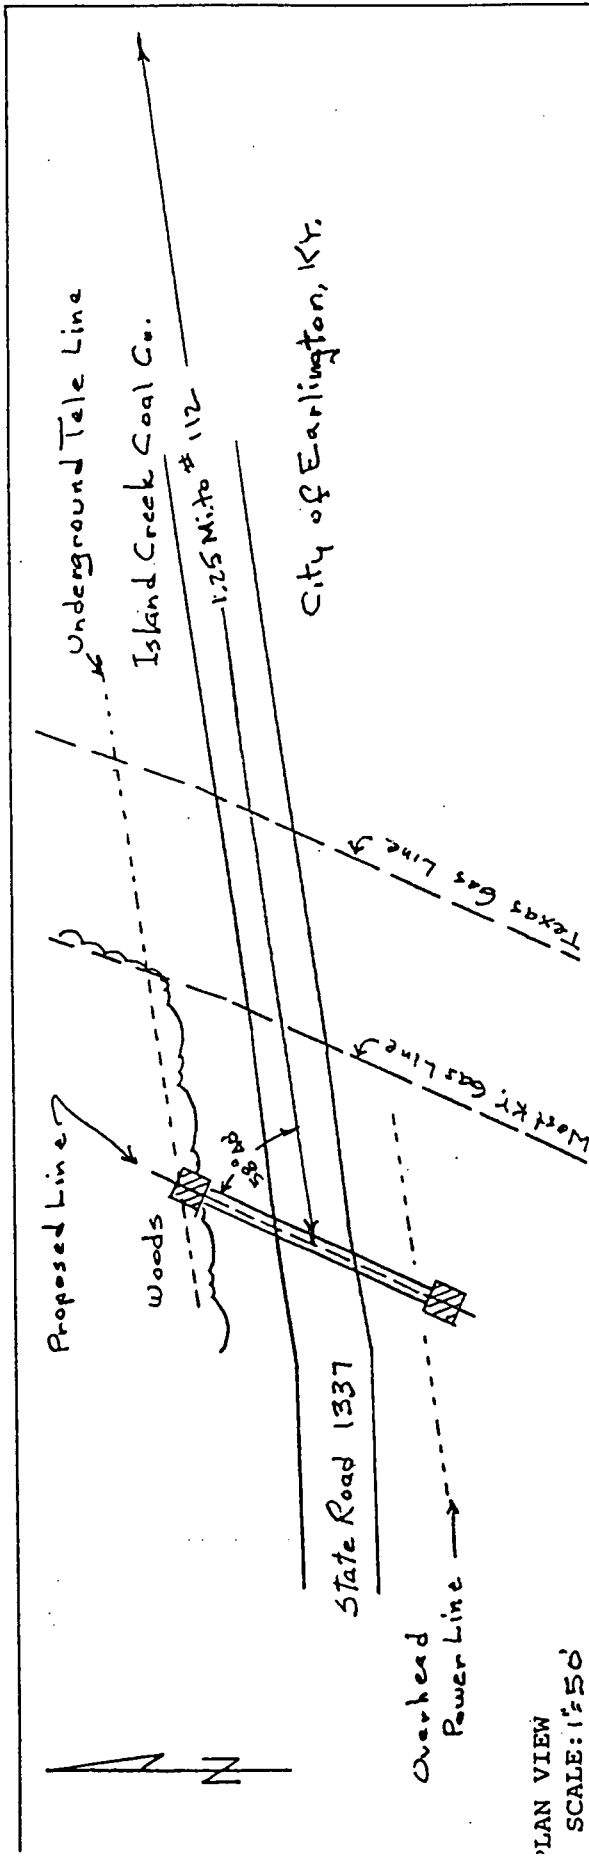 Proposed Line
Woods
Underground Tele Line
Island Creek Coal Co.
1.25 Mi. to # 112
City of Earlington, Ky.
State Road 1337
Overhead
Power Line
West Ky. Gas Line
Texas Gas Line
PLAN VIEW
SCALE: 1"=50'